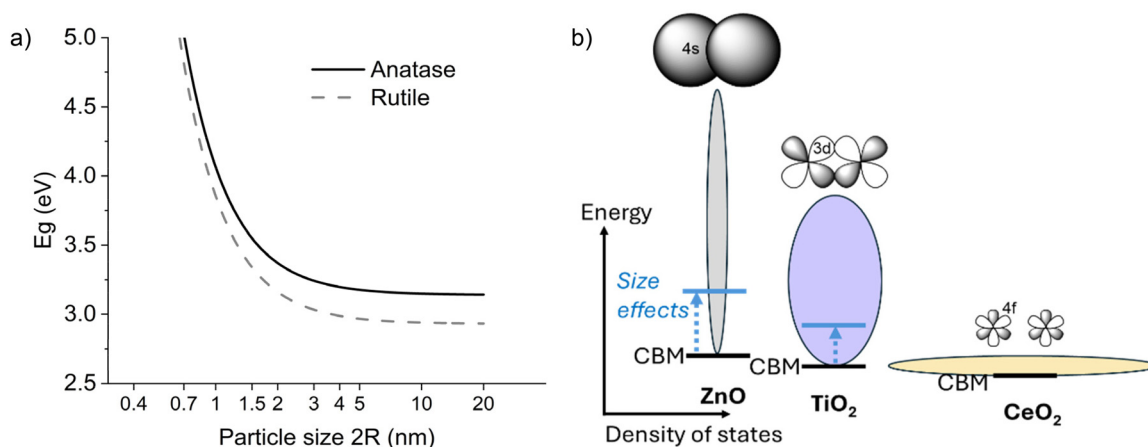 a)
5.0
4.5
4.0
3.5
3.0
2.5
Eg (eV)
Anatase
Rutile
0.4 0.7 1 1.5 2 3 4 5 10 20
Particle size 2R (nm)
b)
4s
3d
4f
Energy
Size
effects
CBM
CBM
CBM
ZnO
TiO₂
CeO₂
Density of states